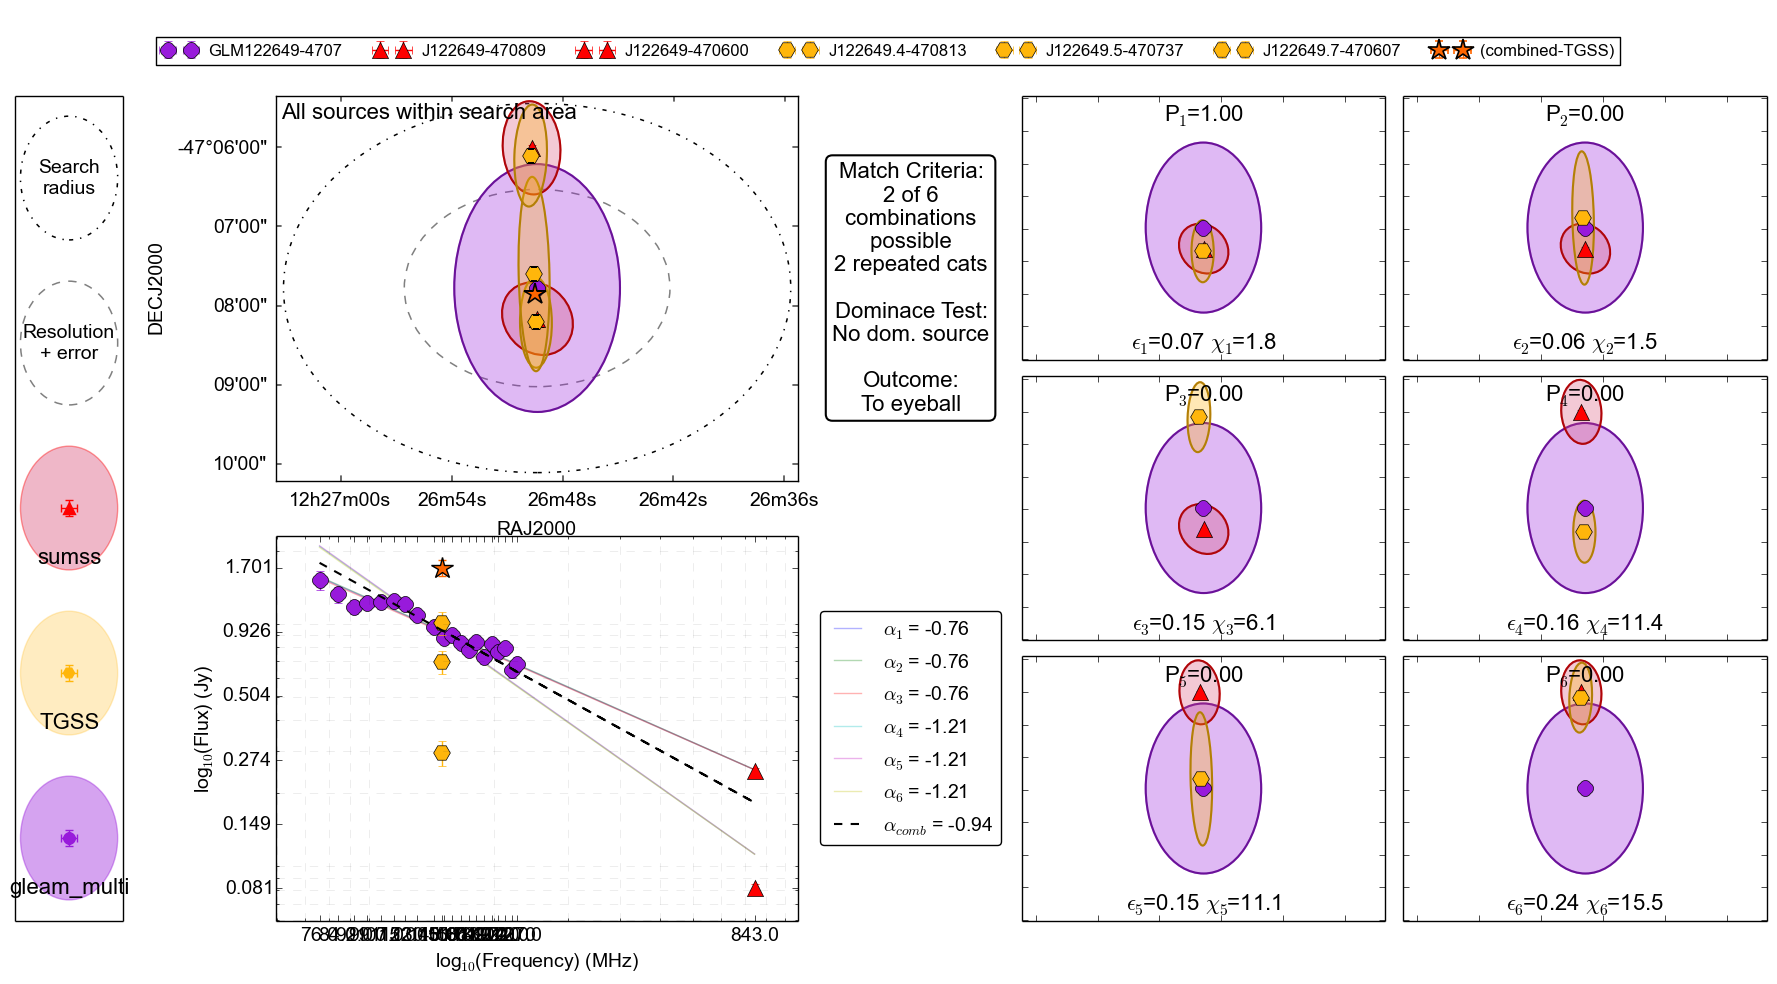 GLM122649-4707 J122649-470809 J122649-470600 J122649.4-470813 J122649.5-470737 J122649.7-470607 (combined-TGSS)
Search
radius
Resolution
+ error
sumss
TGSS
gleam_multi
All sources within search area
DECJ2000
-47°06'00"
07'00"
08'00"
09'00"
10'00"
12h27m00s 26m54s 26m48s 26m42s 26m36s
RAJ2000
log₁₀(Flux) (Jy)
1.701
0.926
0.504
0.274
0.149
0.081
843.0
log₁₀(Frequency) (MHz)
Match Criteria:
2 of 6
combinations
possible
2 repeated cats
Dominace Test:
No dom. source
Outcome:
To eyeball
α₁ = -0.76
α₂ = -0.76
α₃ = -0.76
α₄ = -1.21
α₅ = -1.21
α₆ = -1.21
α_comb = -0.94
P₁=1.00
ϵ₁=0.07 χ₁=1.8
P₂=0.00
ϵ₂=0.06 χ₂=1.5
P₃=0.00
ϵ₃=0.15 χ₃=6.1
P₄=0.00
ϵ₄=0.16 χ₄=11.4
P₅=0.00
ϵ₅=0.15 χ₅=11.1
P₆=0.00
ϵ₆=0.24 χ₆=15.5